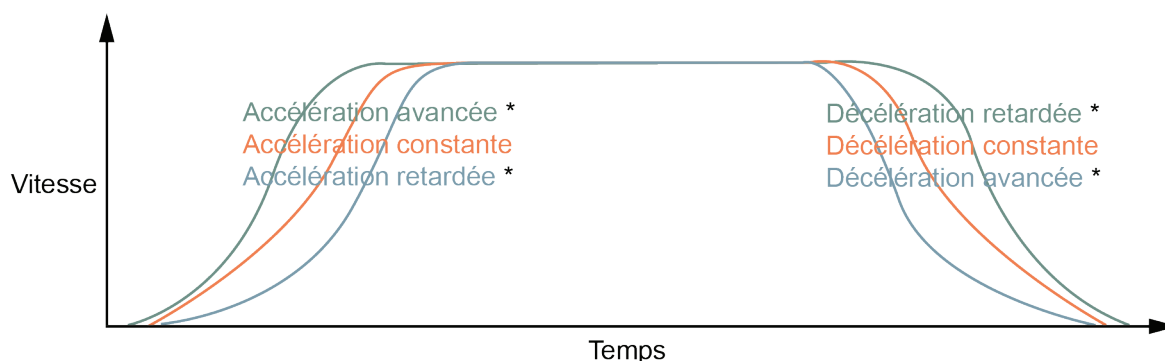 Accélération avancée *
Accélération constante
Accélération retardée *
Décélération retardée *
Décélération constante
Décélération avancée *
Vitesse
Temps